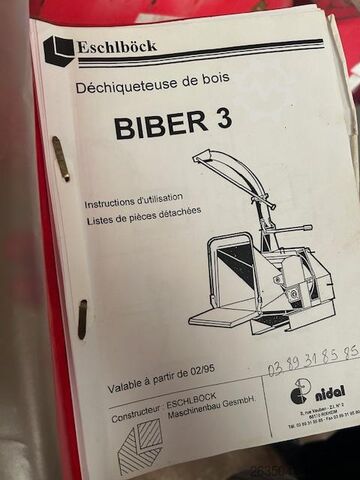 Eschlböck
Déchiqueteuse de bois
BIBER 3
Instructions d'utilisation
Listes de pièces détachées
03 89 31 85 85
Valable à partir de 02/95
Constructeur : ESCHLBÖCK
Maschinenbau GesmbH.
nidal